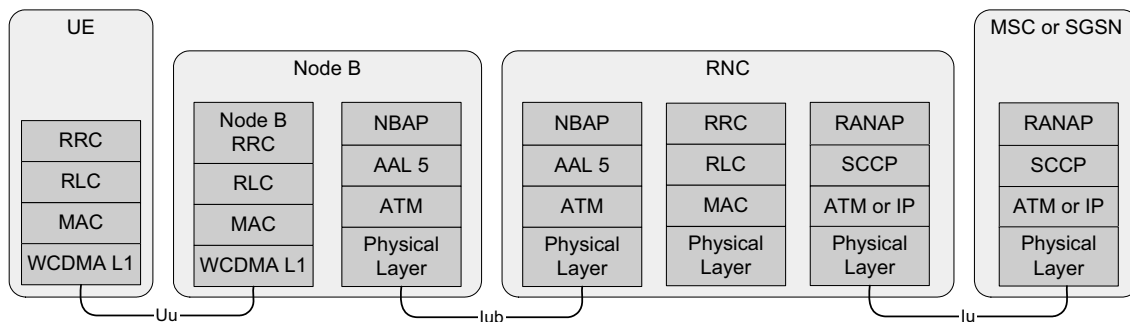 UE
RRC
RLC
MAC
WCDMA L1
Node B
Node B
RRC
RLC
MAC
WCDMA L1
NBAP
AAL 5
ATM
Physical
Layer
RNC
NBAP
AAL 5
ATM
Physical
Layer
RRC
RLC
MAC
Physical
Layer
RANAP
SCCP
ATM or IP
Physical
Layer
MSC or SGSN
RANAP
SCCP
ATM or IP
Physical
Layer
Uu
Iub
Iu